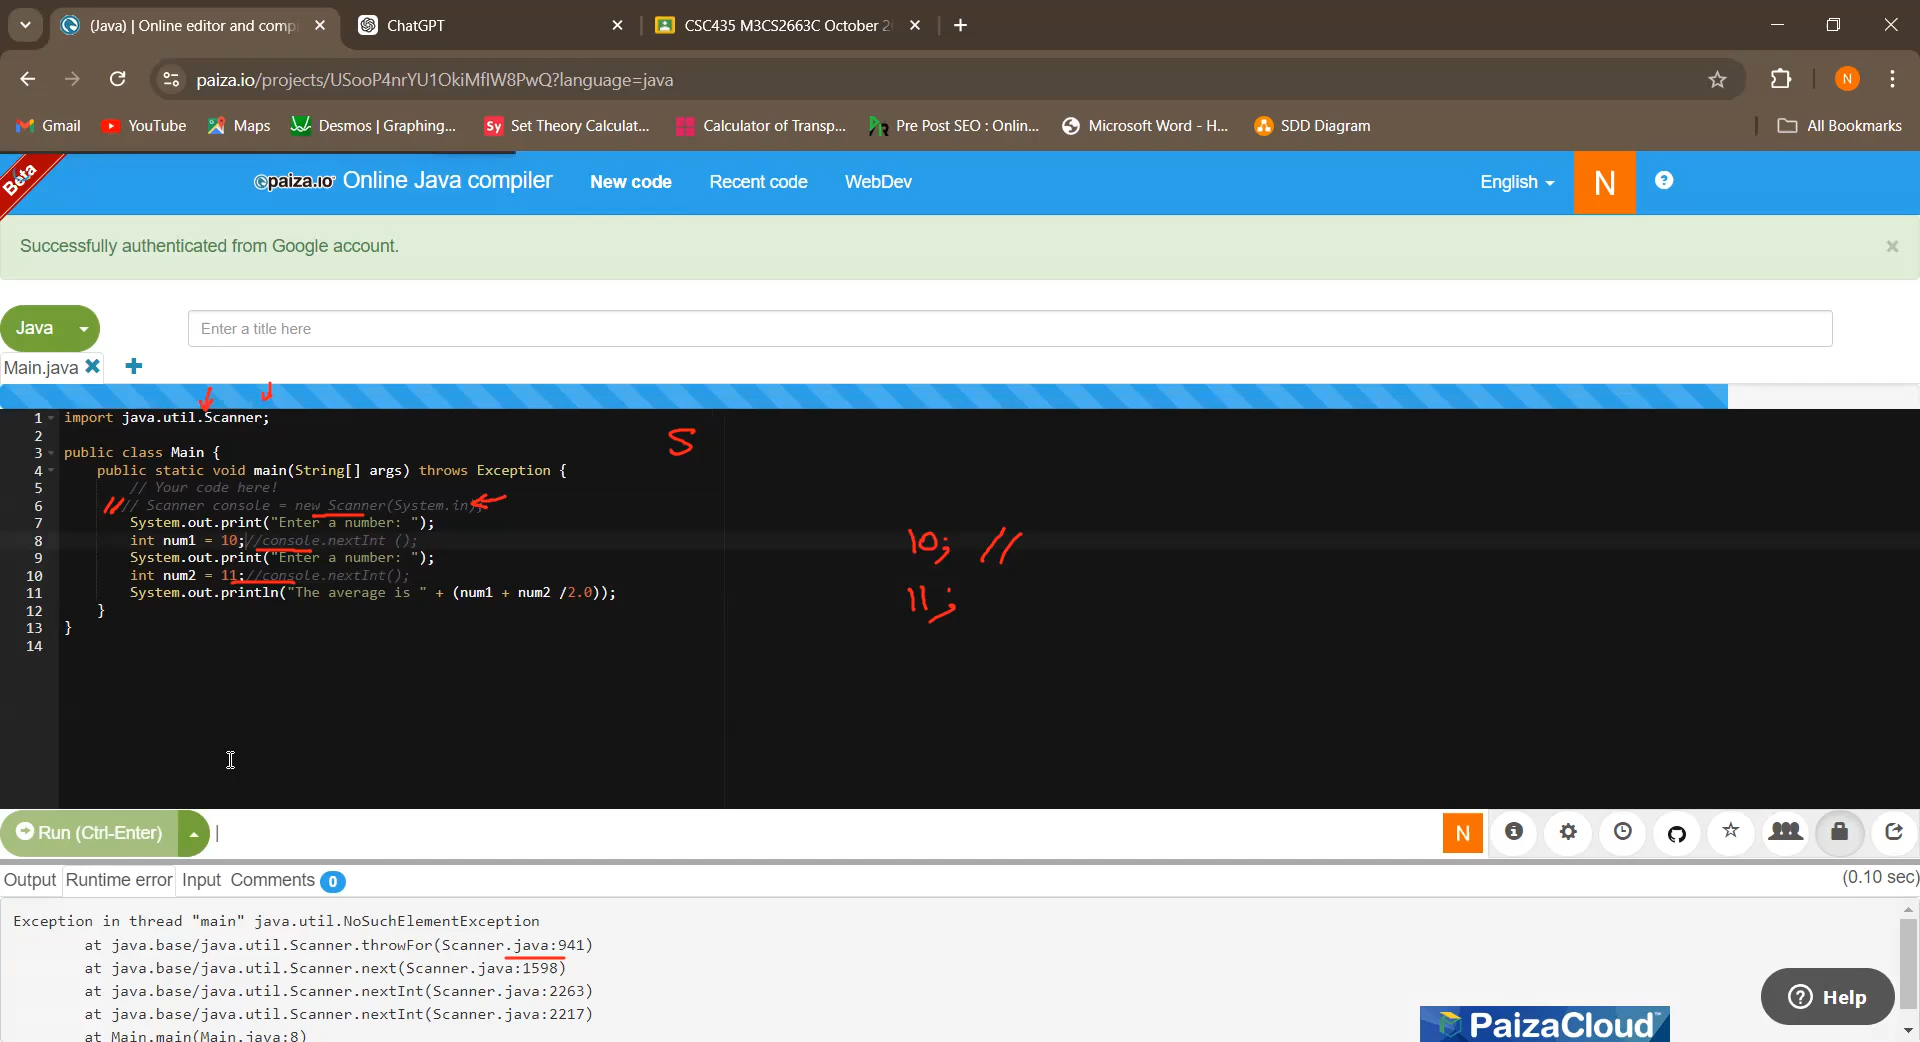 (Java) | Online editor and comp
ChatGPT
CSC435 M3CS2663C October 2
paiza.io/projects/USooP4nrYU1OkiMflW8PwQ?language=java
N
Gmail
YouTube
Maps
Desmos | Graphing...
Sy Set Theory Calculat...
Calculator of Transp...
Pre Post SEO : Onlin...
Microsoft Word - H...
SDD Diagram
All Bookmarks
Beta
@paiza.IO Online Java compiler
New code
Recent code
WebDev
English
N
Successfully authenticated from Google account.
Java
Enter a title here
Main.java
1 import java.util.Scanner;
2
3 public class Main {
4 public static void main(String[] args) throws Exception {
5 // Your code here!
6 // // Scanner console = new Scanner(System.in);
7 System.out.print("Enter a number: ");
8 int num1 = 10;//console.nextInt ();
9 System.out.print("Enter a number: ");
10 int num2 = 11;//console.nextInt();
11 System.out.println("The average is " + (num1 + num2 /2.0));
12 }
13 }
14
S
10; //
11;
Run (Ctrl-Enter)
N
Output
Runtime error
Input
Comments 0
(0.10 sec)
Exception in thread "main" java.util.NoSuchElementException
at java.base/java.util.Scanner.throwFor(Scanner.java:941)
at java.base/java.util.Scanner.next(Scanner.java:1598)
at java.base/java.util.Scanner.nextInt(Scanner.java:2263)
at java.base/java.util.Scanner.nextInt(Scanner.java:2217)
at Main.main(Main.java:8)
Help
PaizaCloud